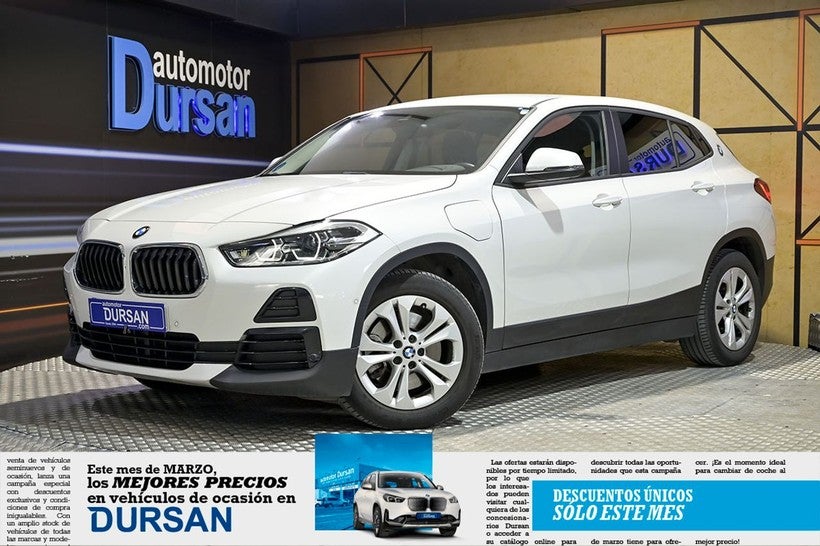 automotor
Dursan
automotor
DURSAN
automotor
DURSAN
.com
venta de vehículos
seminuevos y de
ocasión, lanza una
campaña especial
con descuentos
exclusivos y condi-
ciones de compra
inigualables. Con
un amplio stock de
vehículos de todas
las marcas y mode-
Este mes de MARZO,
los MEJORES PRECIOS
en vehículos de ocasión en
DURSAN
automotor Dursan
Las ofertas estarán dispo-
nibles por tiempo limitado,
por lo que
los interesa-
dos pueden
visitar cual-
quiera de los
concesiona-
rios Dursan
o acceder a
su catálogo
online para
descubrir todas las oportu-
nidades que esta campaña
de marzo tiene para ofre-
cer. ¡Es el momento ideal
para cambiar de coche al
mejor precio!
DESCUENTOS ÚNICOS
SÓLO ESTE MES